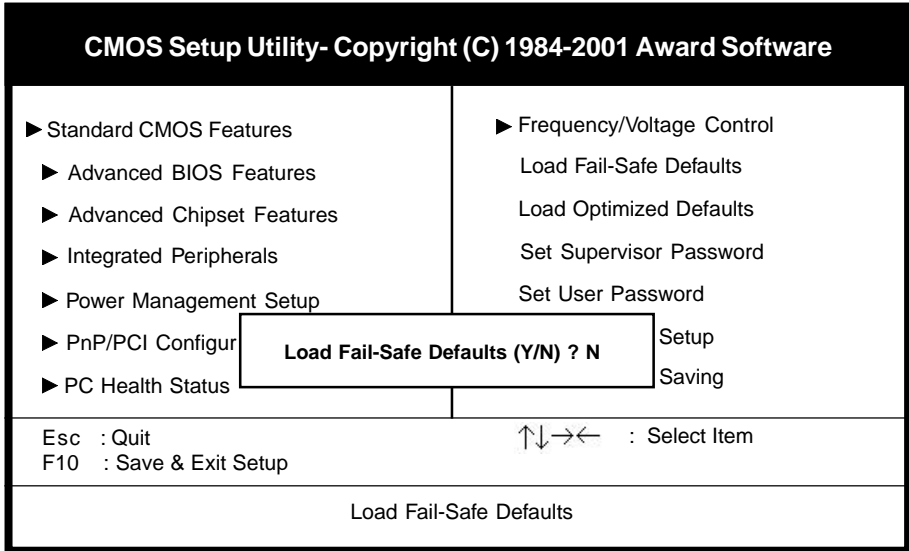 CMOS Setup Utility- Copyright (C) 1984-2001 Award Software
▶ Standard CMOS Features
▶ Advanced BIOS Features
▶ Advanced Chipset Features
▶ Integrated Peripherals
▶ Power Management Setup
▶ PnP/PCI Configur
▶ PC Health Status
▶ Frequency/Voltage Control
Load Fail-Safe Defaults
Load Optimized Defaults
Set Supervisor Password
Set User Password
Setup
Saving
Load Fail-Safe Defaults (Y/N) ? N
Esc : Quit
F10 : Save & Exit Setup
↑↓→← : Select Item
Load Fail-Safe Defaults